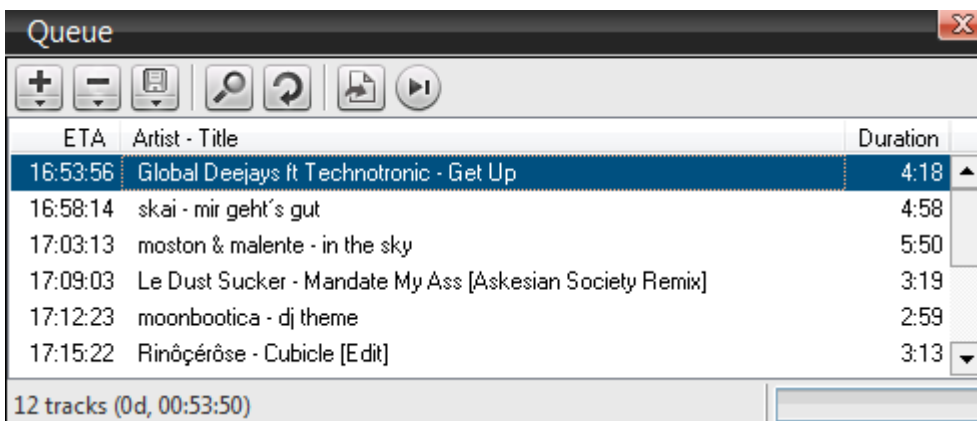 Queue
ETA Artist - Title Duration
16:53:56 Global Deejays ft Technotronic - Get Up 4:18
16:58:14 skai - mir geht´s gut 4:58
17:03:13 moston & malente - in the sky 5:50
17:09:03 Le Dust Sucker - Mandate My Ass [Askesian Society Remix] 3:19
17:12:23 moonbootica - dj theme 2:59
17:15:22 Rinôçérôse - Cubicle [Edit] 3:13
12 tracks (0d, 00:53:50)